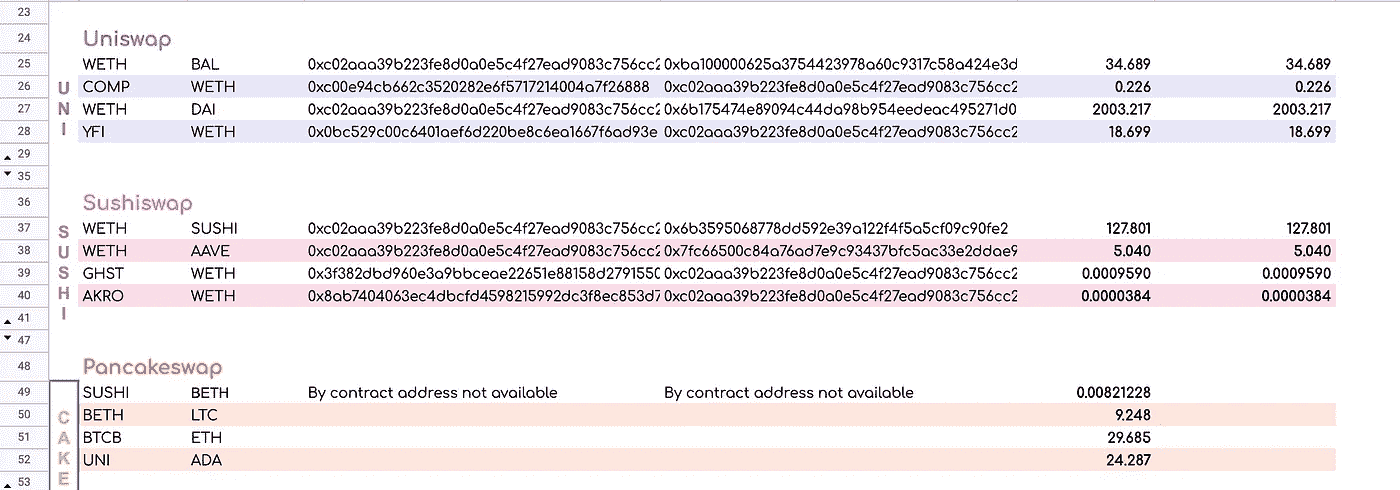 23
24 Uniswap
25 WETH BAL 0xc02aaa39b223fe8d0a0e5c4f27ead9083c756cc2 0xba100000625a3754423978a60c9317c58a424e3d 34.689 34.689
26 COMP WETH 0xc00e94cb662c3520282e6f5717214004a7f26888 0xc02aaa39b223fe8d0a0e5c4f27ead9083c756cc2 0.226 0.226
27 WETH DAI 0xc02aaa39b223fe8d0a0e5c4f27ead9083c756cc2 0x6b175474e89094c44da98b954eedeac495271d0 2003.217 2003.217
28 YFI WETH 0x0bc529c00c6401aef6d220be8c6ea1667f6ad93e 0xc02aaa39b223fe8d0a0e5c4f27ead9083c756cc2 18.699 18.699
UNI
29
35
36 Sushiswap
37 WETH SUSHI 0xc02aaa39b223fe8d0a0e5c4f27ead9083c756cc2 0x6b3595068778dd592e39a122f4f5a5cf09c90fe2 127.801 127.801
38 WETH AAVE 0xc02aaa39b223fe8d0a0e5c4f27ead9083c756cc2 0x7fc66500c84a76ad7e9c93437bfc5ac33e2ddae9 5.040 5.040
39 GHST WETH 0x3f382dbd960e3a9bbceae22651e88158d2791550 0xc02aaa39b223fe8d0a0e5c4f27ead9083c756cc2 0.0009590 0.0009590
40 AKRO WETH 0x8ab7404063ec4dbcfd4598215992dc3f8ec853d7 0xc02aaa39b223fe8d0a0e5c4f27ead9083c756cc2 0.0000384 0.0000384
SUSHI
41
47
48 Pancakeswap
49 SUSHI BETH By contract address not available By contract address not available 0.00821228
50 BETH LTC 9.248
51 BTCB ETH 29.685
52 UNI ADA 24.287
CAKE
53